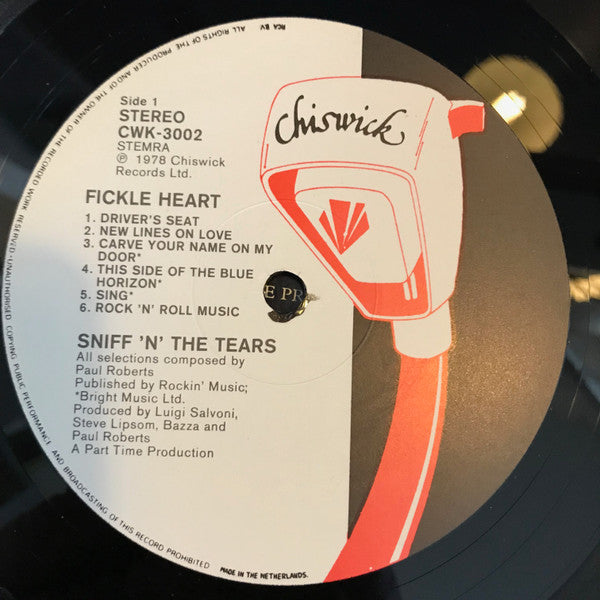 Side 1
STEREO
CWK-3002
STEMRA
℗ 1978 Chiswick
Records Ltd.
chiswick
FICKLE HEART
1. DRIVER'S SEAT
2. NEW LINES ON LOVE
3. CARVE YOUR NAME ON MY
DOOR*
4. THIS SIDE OF THE BLUE
HORIZON*
5. SING*
6. ROCK 'N' ROLL MUSIC
E PR
SNIFF 'N' THE TEARS
All selections composed by
Paul Roberts
Published by Rockin' Music;
*Bright Music Ltd.
Produced by Luigi Salvoni,
Steve Lipsom, Bazza and
Paul Roberts
A Part Time Production
RCA BV ALL RIGHTS OF THE PRODUCER AND OF THE OWNER OF THE RECORDED WORK RESERVED·UNAUTHORISED COPYING PUBLIC PERFORMANCE AND BROADCASTING OF THIS RECORD PROHIBITED
MADE IN THE NETHERLANDS.